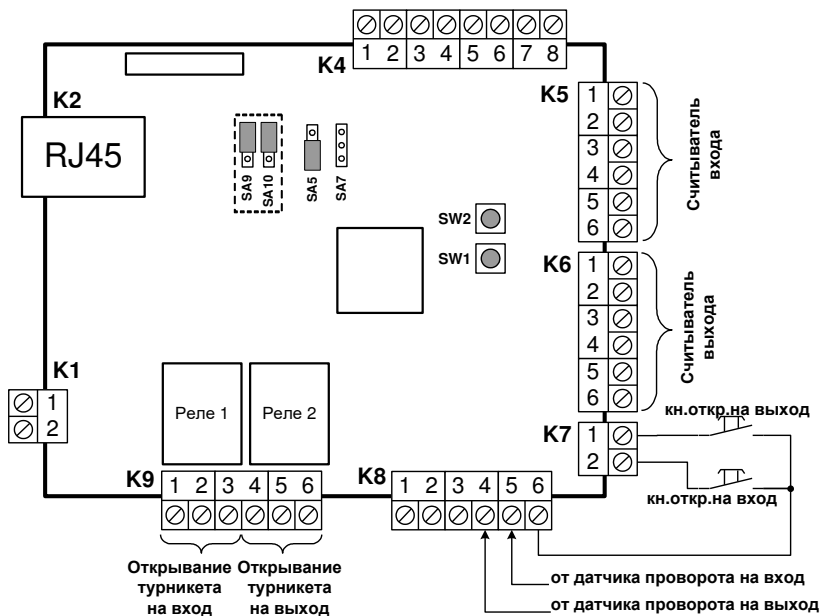 K4
1 2 3 4 5 6 7 8
K2
RJ45
SA9
SA10
SA5
SA7
K5
1
2
3
4
5
6
Считыватель
входа
SW2
SW1
K6
1
2
3
4
5
6
Считыватель
выхода
K1
1
2
Реле 1
Реле 2
K7
1
2
кн.откр.на выход
кн.откр.на вход
K9
1 2 3 4 5 6
K8
1 2 3 4 5 6
Открывание
турникета
на вход
Открывание
турникета
на выход
от датчика проворота на вход
от датчика проворота на выход